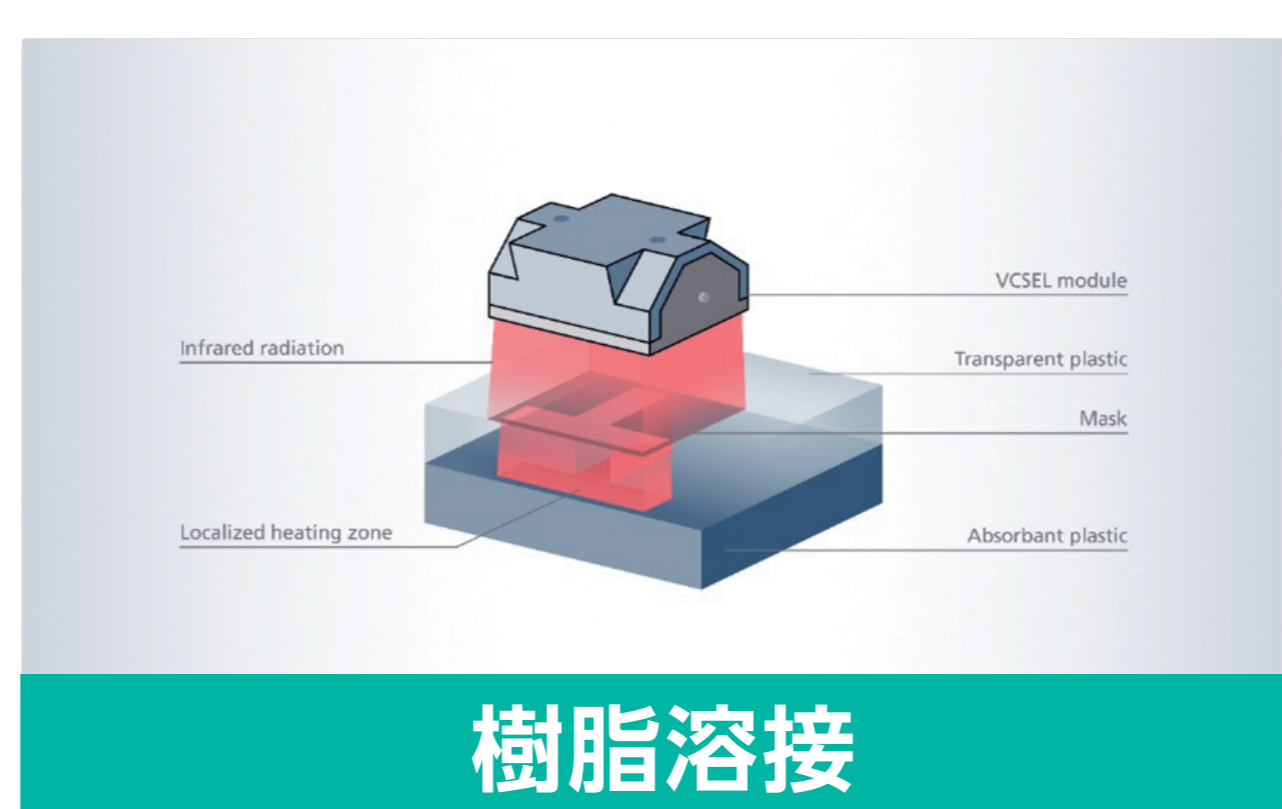 VCSEL module
Infrared radiation
Transparent plastic
Mask
Localized heating zone
Absorbant plastic
樹脂溶接